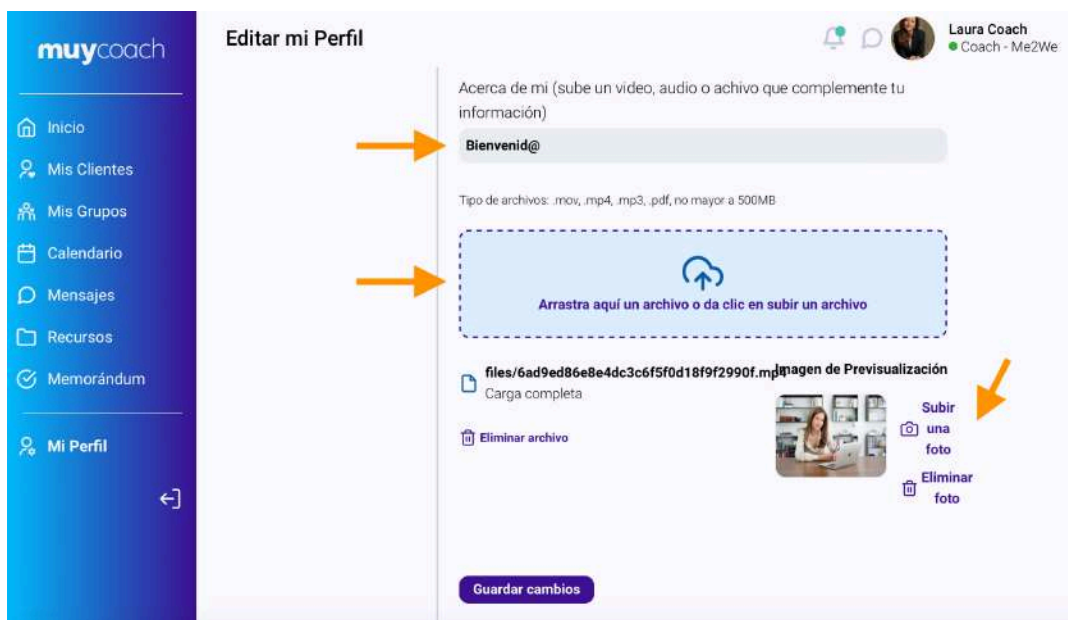 muycoach
Editar mi Perfil
Laura Coach
Coach - Me2We
Inicio
Mis Clientes
Mis Grupos
Calendario
Mensajes
Recursos
Memorándum
Mi Perfil
Acerca de mi (sube un video, audio o achivo que complemente tu
información)
Bienvenid@
Tipo de archivos: .mov, .mp4, .mp3, .pdf, no mayor a 500MB
Arrastra aquí un archivo o da clic en subir un archivo
files/6ad9ed86e8e4dc3c6f5f0d18f9f2990f.mp4
Carga completa
Eliminar archivo
Imagen de Previsualización
Subir
una
foto
Eliminar
foto
Guardar cambios